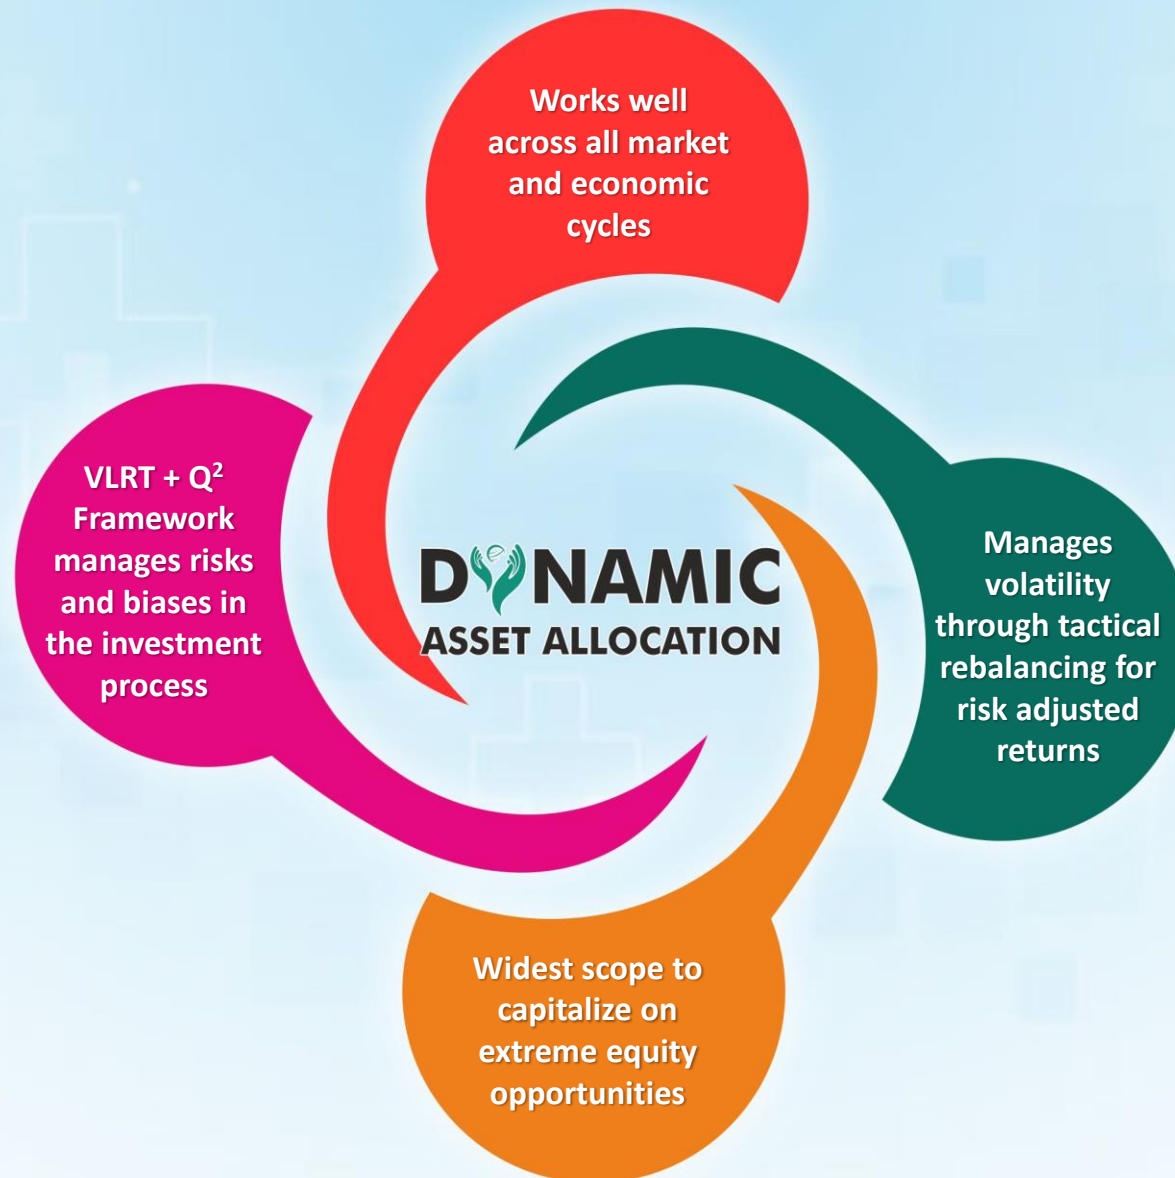 Works well
across all market
and economic
cycles
VLRT + Q²
Framework
manages risks
and biases in
the investment
process
DYNAMIC
ASSET ALLOCATION
Manages
volatility
through tactical
rebalancing for
risk adjusted
returns
Widest scope to
capitalize on
extreme equity
opportunities